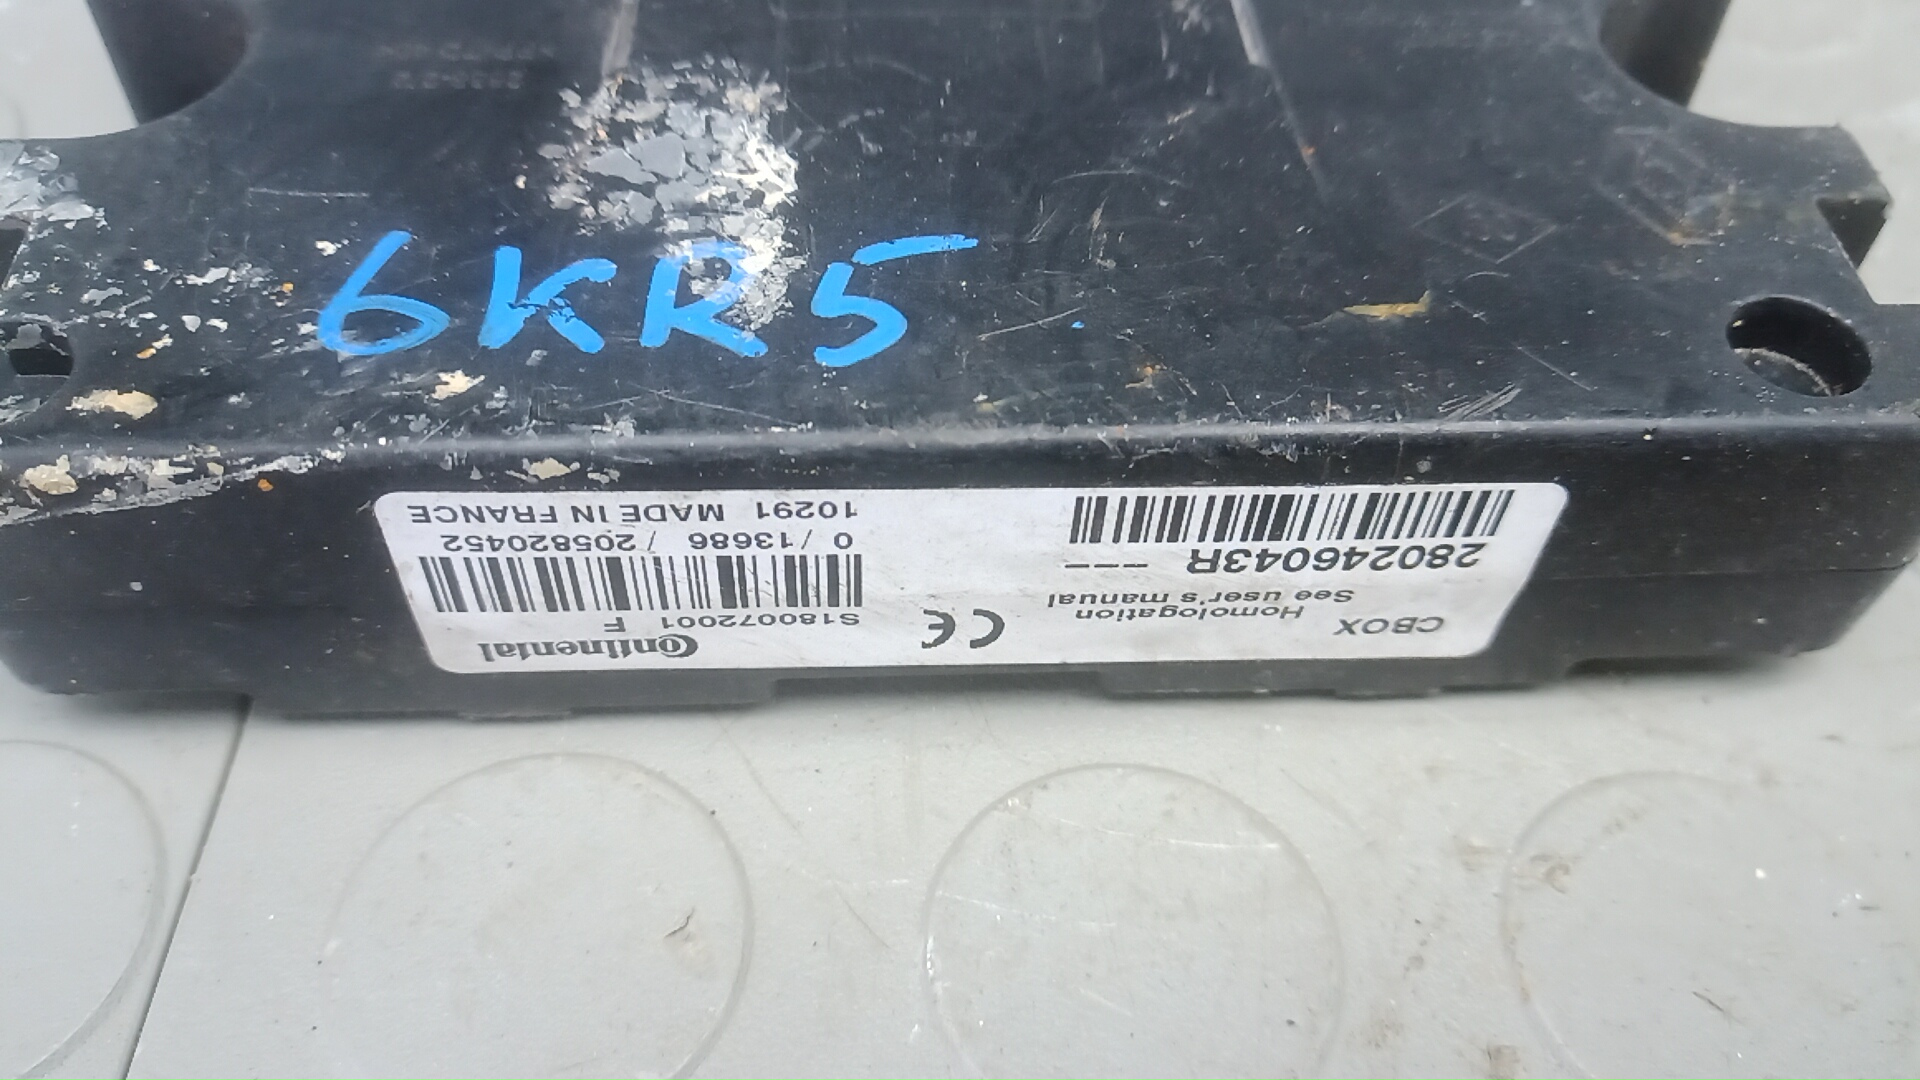 6KR5
CBOX
Homologation
See user's manual
280246043R ---
CE
Continental
S180072001 F
0 / 13686 / 205820452
10291 MADE IN FRANCE